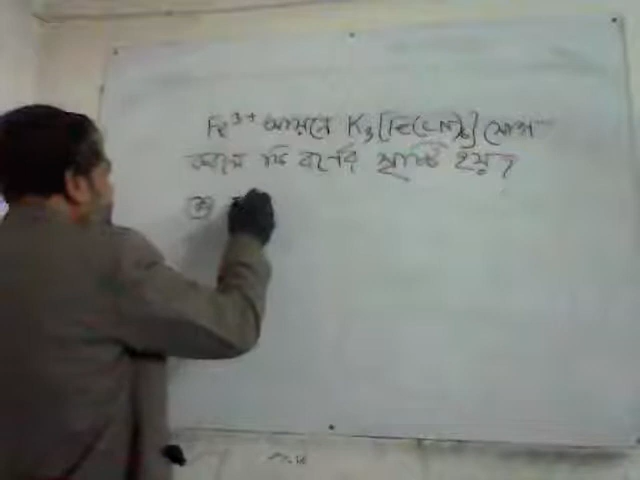 Fe³⁺ আয়নে K₃[Fe(CN)₆] যোগ
করলে কি বর্ণের সৃষ্টি হয়?
ক